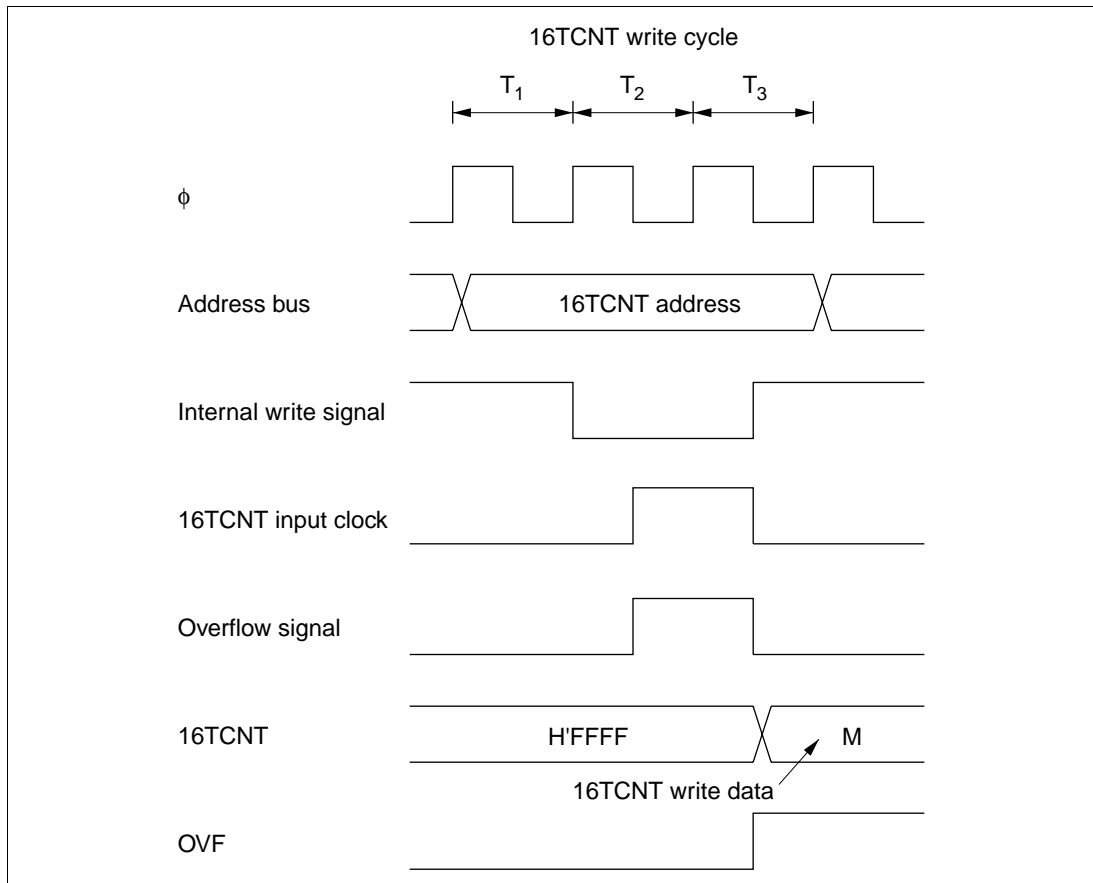 16TCNT write cycle
T1 T2 T3
φ
Address bus
16TCNT address
Internal write signal
16TCNT input clock
Overflow signal
16TCNT
H'FFFF
M
16TCNT write data
OVF